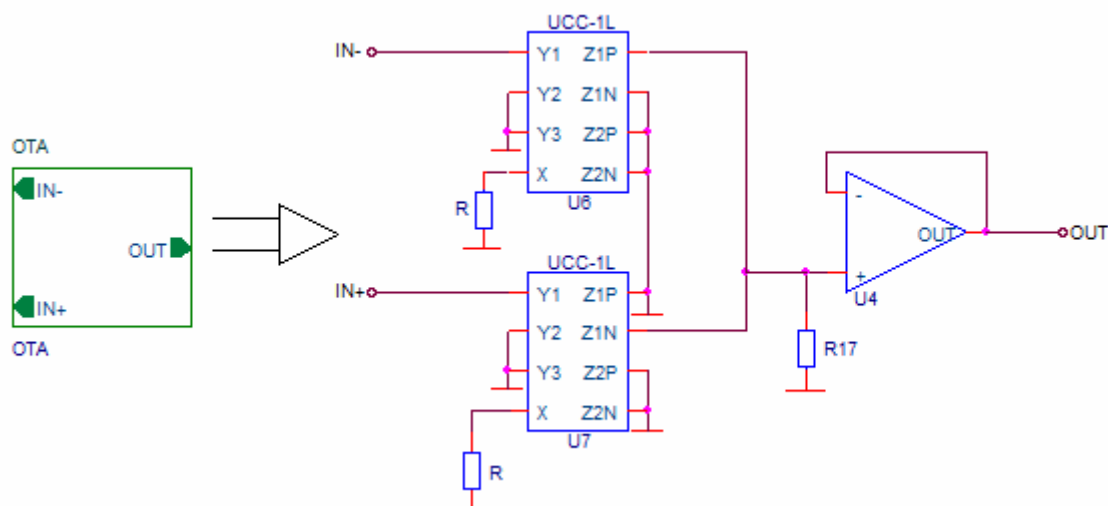 OTA
IN-
OUT
IN+
OTA
UCC-1L
IN-
Y1 Z1P
Y2 Z1N
Y3 Z2P
X Z2N
U6
R
UCC-1L
IN+
Y1 Z1P
Y2 Z1N
Y3 Z2P
X Z2N
U7
R
-
OUT
+
U4
OUT
R17